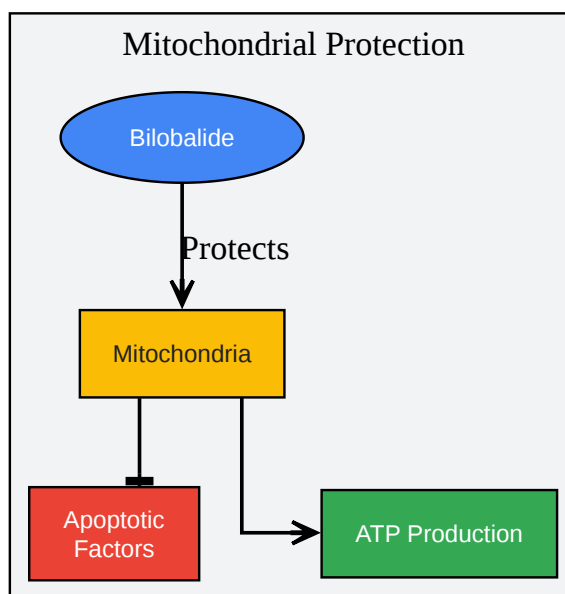 Mitochondrial Protection
Bilobalide
Protects
Mitochondria
Apoptotic
Factors
ATP Production